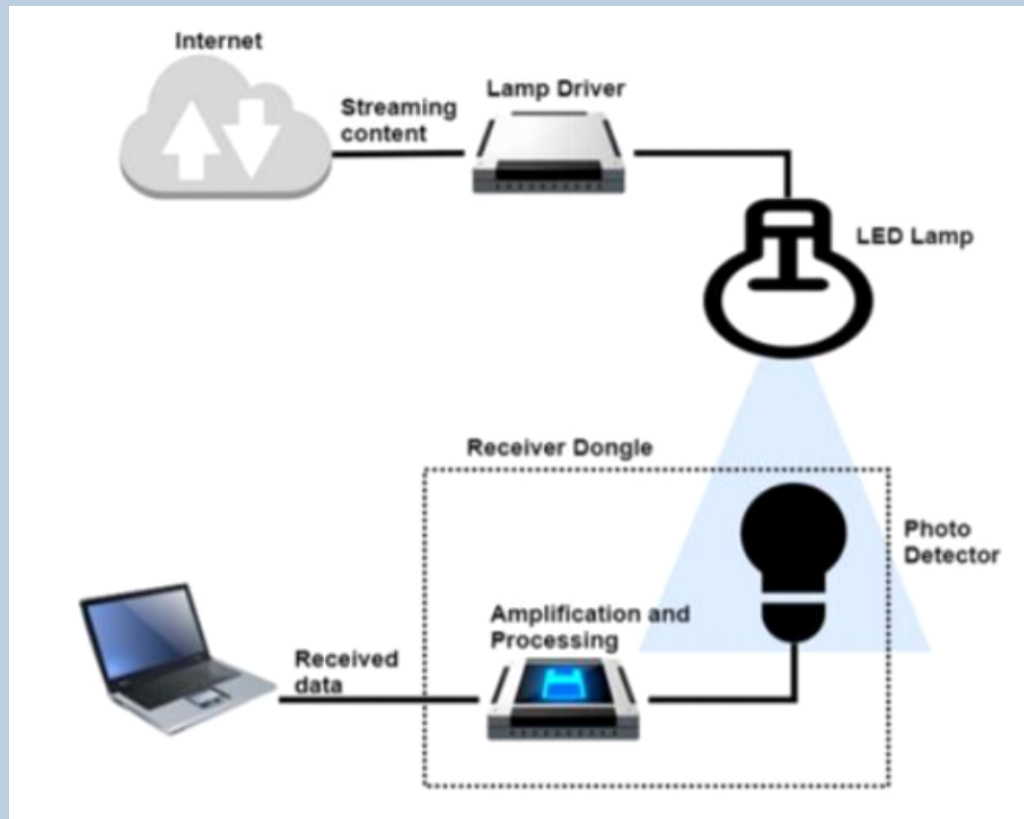 Internet
Lamp Driver
Streaming
content
LED Lamp
Receiver Dongle
Photo
Detector
Amplification and
Processing
Received
data